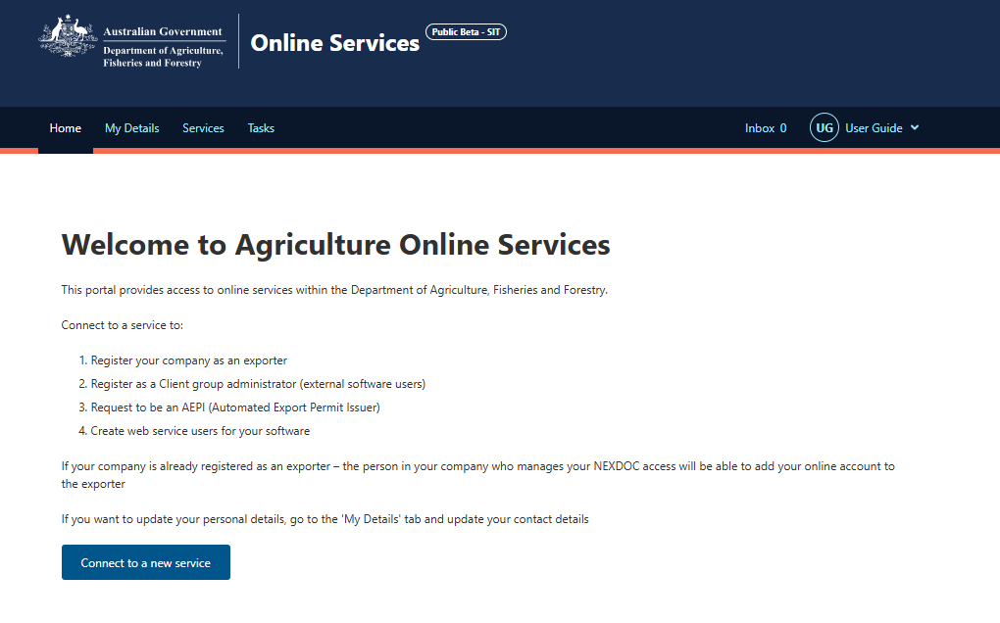 Australian Government
Department of Agriculture,
Fisheries and Forestry
Online Services
Public Beta - SIT
Home My Details Services Tasks Inbox 0 UG User Guide
Welcome to Agriculture Online Services
This portal provides access to online services within the Department of Agriculture, Fisheries and Forestry.
Connect to a service to:
1. Register your company as an exporter
2. Register as a Client group administrator (external software users)
3. Request to be an AEPI (Automated Export Permit Issuer)
4. Create web service users for your software
If your company is already registered as an exporter – the person in your company who manages your NEXDOC access will be able to add your online account to
the exporter
If you want to update your personal details, go to the 'My Details' tab and update your contact details
Connect to a new service